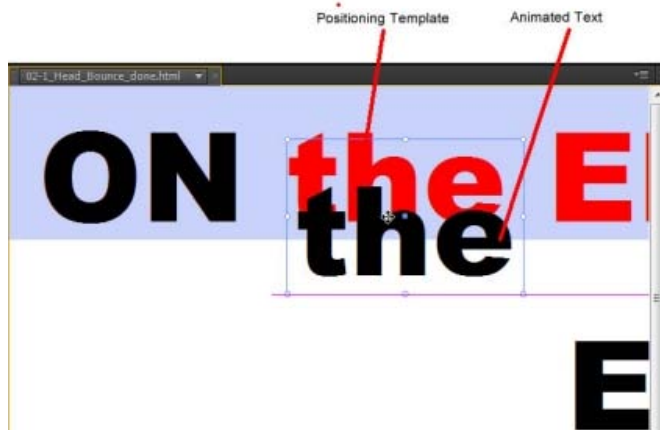 Positioning Template Animated Text
02-1_Head_Bounce_done.html
ON the E
the
E